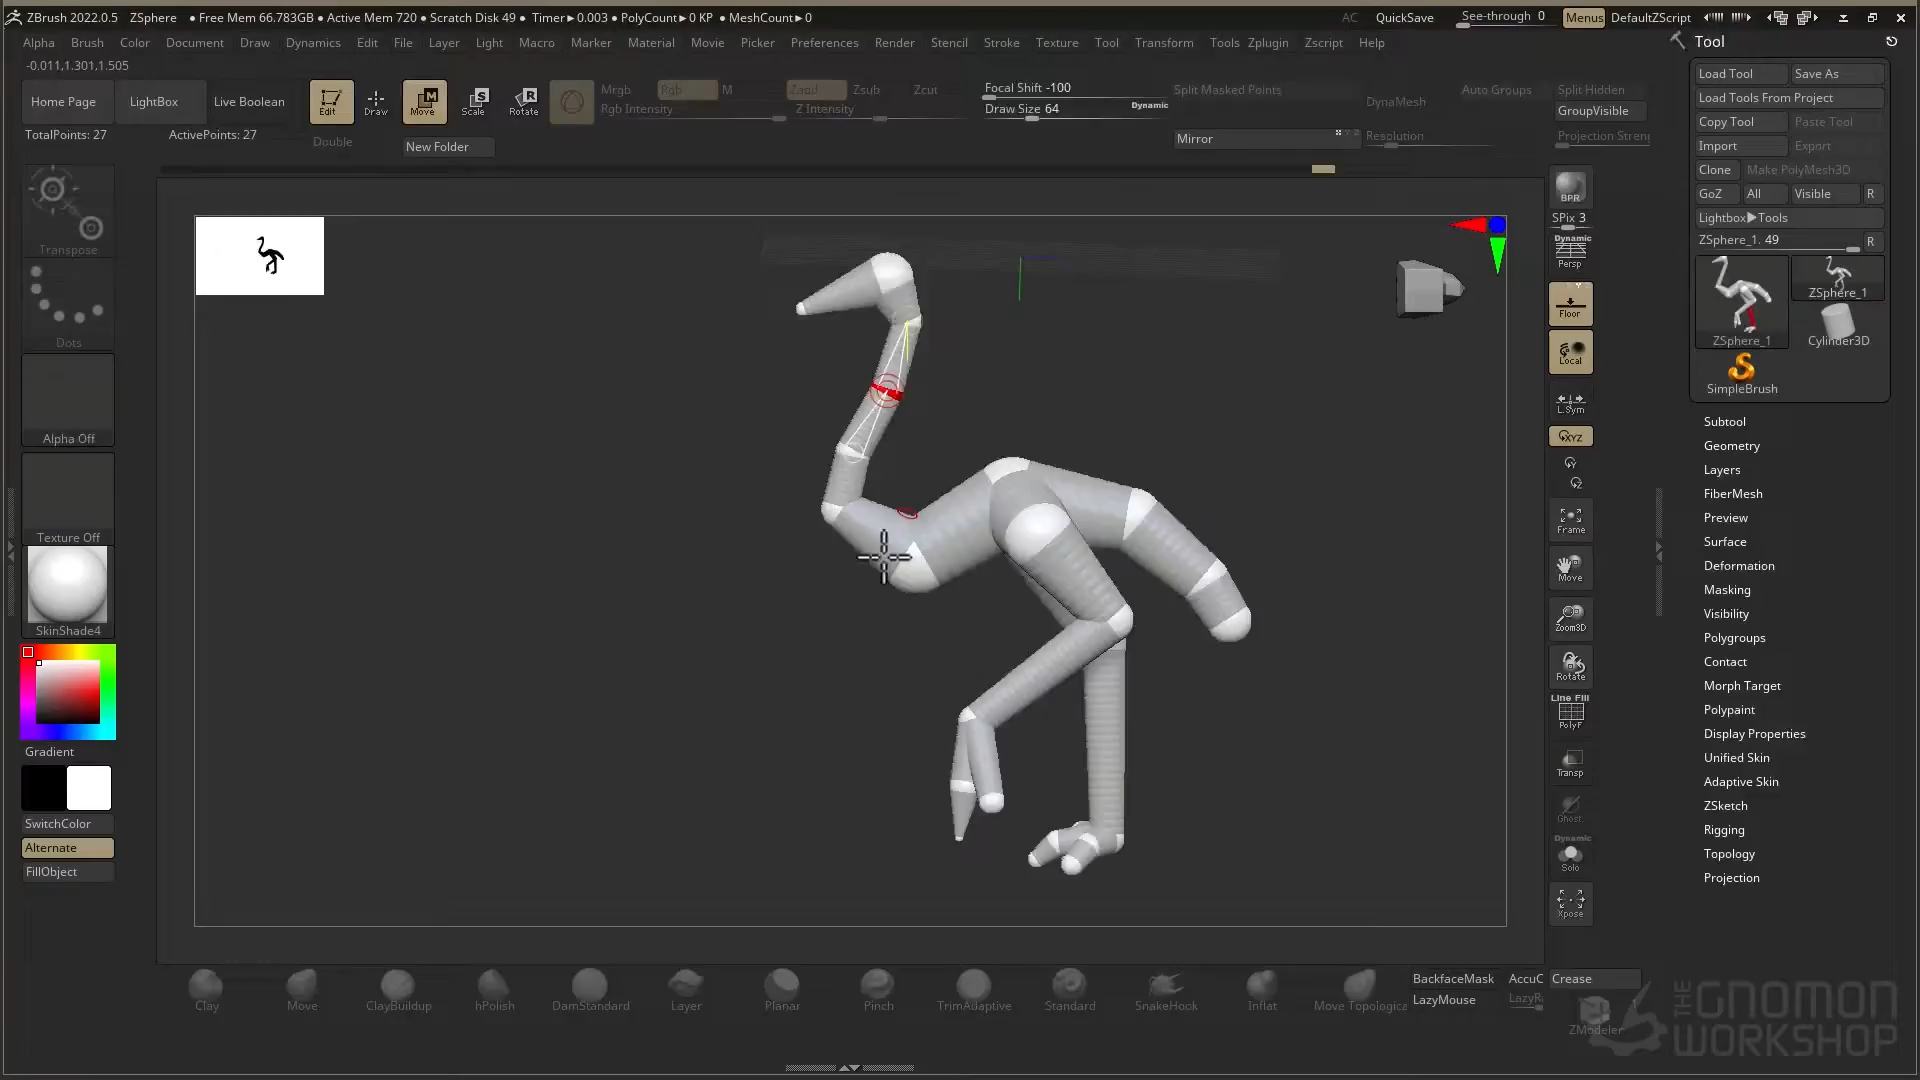 ZBrush 2022.0.5 ZSphere ● Free Mem 66.783GB ● Active Mem 720 ● Scratch Disk 49 ● Timer▸0.003 ● PolyCount▸0 KP ● MeshCount▸0 AC QuickSave See-through 0 Menus DefaultZScript
Alpha Brush Color Document Draw Dynamics Edit File Layer Light Macro Marker Material Movie Picker Preferences Render Stencil Stroke Texture Tool Transform Tools Zplugin Zscript Help
Tool
-0.011,1.301,1.505
Home Page LightBox Live Boolean Edit Draw Move Scale Rotate
Mrgb Rgb M Zadd Zsub Zcut
Rgb Intensity Z Intensity
Focal Shift -100
Draw Size 64 Dynamic
Split Masked Points
Mirror
DynaMesh
Resolution
Auto Groups
Split Hidden
GroupVisible
Projection Streng
TotalPoints: 27 ActivePoints: 27
Double
New Folder
Transpose
Dots
Alpha Off
Texture Off
SkinShade4
Gradient
SwitchColor
Alternate
FillObject
BPR
SPix 3
Dynamic
Persp
Floor
Local
L.Sym
XYZ
Y
Z
Frame
Move
Zoom3D
Rotate
Line Fill
PolyF
Transp
Ghost
Dynamic
Solo
Xpose
Load Tool Save As
Load Tools From Project
Copy Tool Paste Tool
Import Export
Clone Make PolyMesh3D
GoZ All Visible R
Lightbox▸Tools
ZSphere_1. 49 R
ZSphere_1
ZSphere_1
Cylinder3D
SimpleBrush
Subtool
Geometry
Layers
FiberMesh
Preview
Surface
Deformation
Masking
Visibility
Polygroups
Contact
Morph Target
Polypaint
Display Properties
Unified Skin
Adaptive Skin
ZSketch
Rigging
Topology
Projection
Clay Move ClayBuildup hPolish DamStandard Layer Planar Pinch TrimAdaptive Standard SnakeHook Inflat Move Topologica
BackfaceMask AccuC Crease
LazyMouse LazyR
ZModeler
THE
GNOMON
WORKSHOP